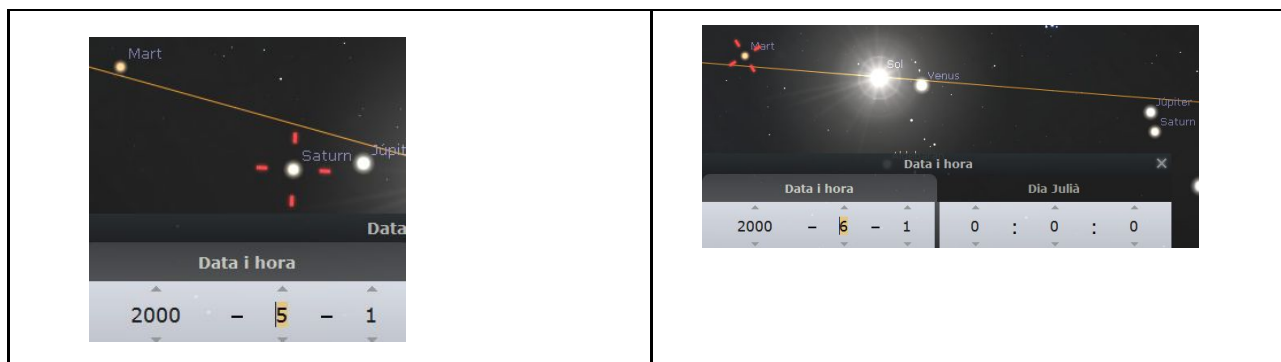 Mart
Saturn
Data
Data i hora
2000 – 5 – 1
Mart
Sol
Venus
Júpiter
Saturn
Data i hora ×
Data i hora
Dia Julià
2000 – 6 – 1
0 : 0 : 0